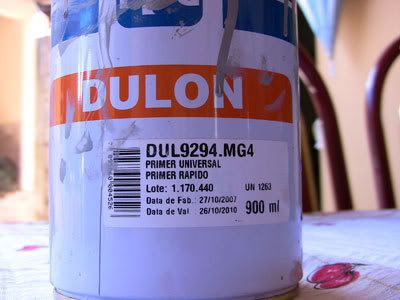 DULON
DUL9294.MG4
PRIMER UNIVERSAL
PRIMER RAPIDO
Lote: 1.170.440 UN 1263
Data de Fab.: 27/10/2007
Data de Val.: 26/10/2010 900 ml